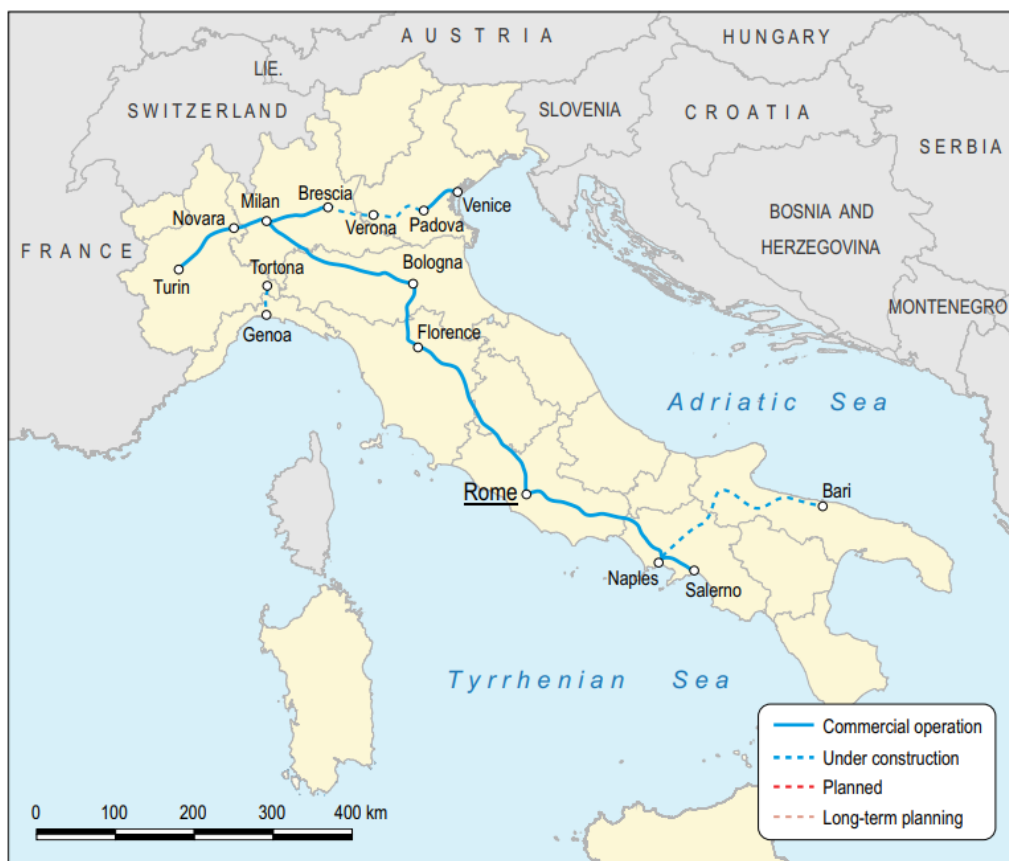 AUSTRIA
HUNGARY
LIE.
SWITZERLAND
SLOVENIA
CROATIA
SERBIA
Brescia
Milan
Venice
Novara
Verona
Padova
BOSNIA AND
HERZEGOVINA
FRANCE
Tortona
Bologna
Turin
MONTENEGRO
Genoa
Florence
Adriatic Sea
Rome
Bari
Naples
Salerno
Tyrrhenian Sea
Commercial operation
Under construction
Planned
Long-term planning
0 100 200 300 400 km